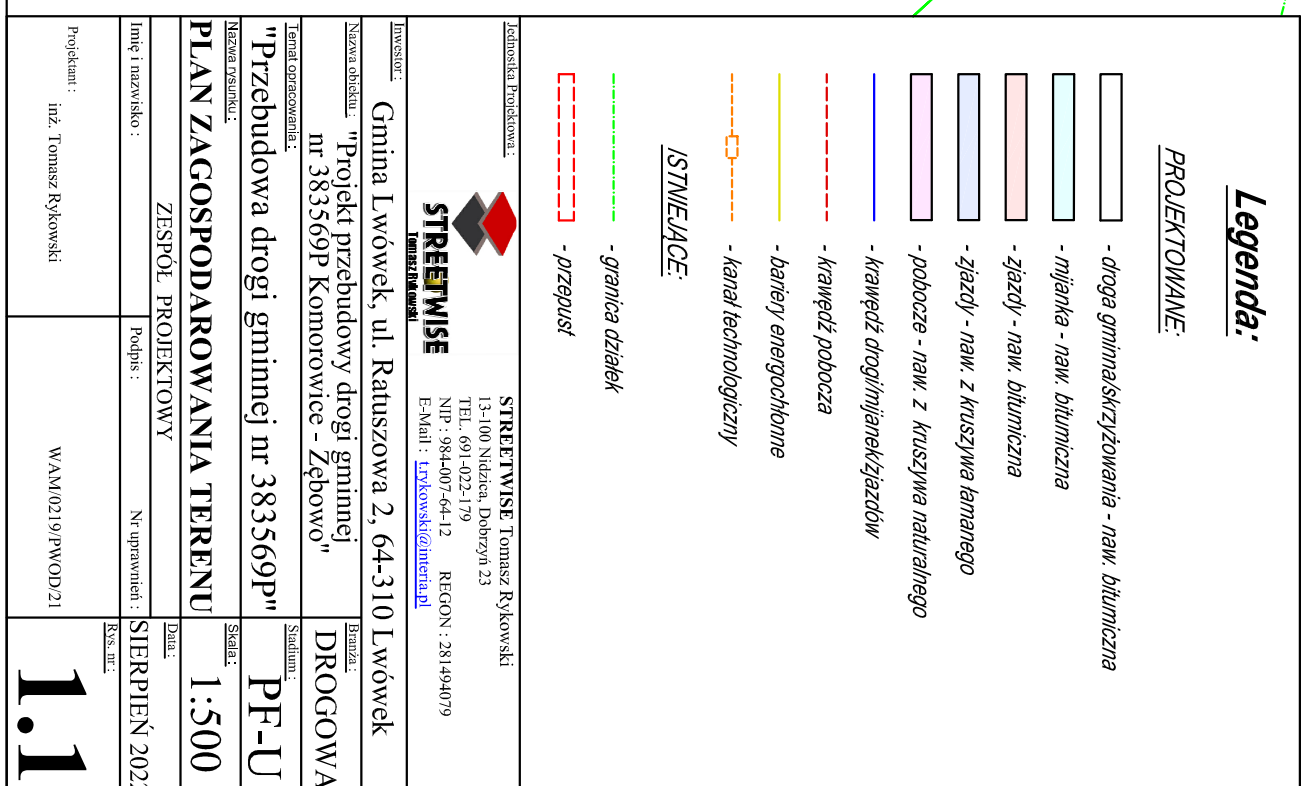 Legenda:
PROJEKTOWANE:
- droga gminna/skrzyżowania - naw. bitumiczna
- mijanka - naw. bitumiczna
- zjazdy - naw. bitumiczna
- zjazdy - naw. z kruszywa łamanego
- pobocze - naw. z kruszywa naturalnego
- krawędź drogi/mijanek/zjazdów
- krawędź pobocza
- bariery energochłonne
- kanał technologiczny
ISTNIEJĄCE:
- granica działek
- przepust
Jednostka Projektowa :
STREETWISE
Tomasz Rykowski
STREETWISE Tomasz Rykowski
13-100 Nidzica, Dobrzyń 23
TEL. 691-022-179
NIP : 984-007-64-12 REGON : 281494079
E-Mail : t.rykowski@interia.pl
Inwestor :
Gmina Lwówek, ul. Ratuszowa 2, 64-310 Lwówek
Nazwa obiektu :
"Projekt przebudowy drogi gminnej
nr 383569P Komorowice - Zębowo"
Branża :
DROGOWA
Temat opracowania :
"Przebudowa drogi gminnej nr 383569P"
Stadium :
PF-U
Nazwa rysunku :
PLAN ZAGOSPODAROWANIA TERENU
Skala :
1:500
ZESPÓŁ PROJEKTOWY
Data :
SIERPIEŃ
Imię i nazwisko :
Podpis :
Nr uprawnień :
Rys. nr :
1.1
Projektant :
inż. Tomasz Rykowski
WAM/0219/PWOD/21